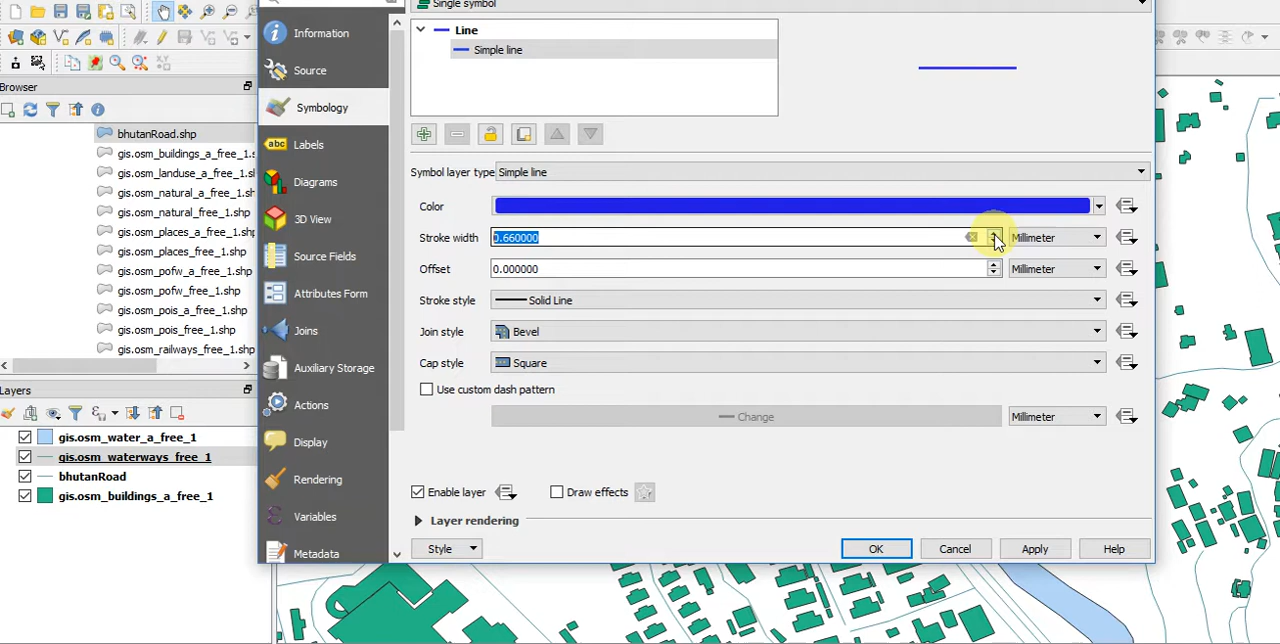 Single symbol
Information
Source
Symbology
Labels
Diagrams
3D View
Source Fields
Attributes Form
Joins
Auxiliary Storage
Actions
Display
Rendering
Variables
Metadata
Line
Simple line
Symbol layer type Simple line
Color
Stroke width 0.660000 Millimeter
Offset 0.000000 Millimeter
Stroke style Solid Line
Join style Bevel
Cap style Square
Use custom dash pattern
Change Millimeter
Enable layer Draw effects
Layer rendering
Style OK Cancel Apply Help
Browser
bhutanRoad.shp
gis.osm_buildings_a_free_1.
gis.osm_landuse_a_free_1.s
gis.osm_natural_a_free_1.s
gis.osm_natural_free_1.shp
gis.osm_places_a_free_1.sh
gis.osm_places_free_1.shp
gis.osm_pofw_a_free_1.shp
gis.osm_pofw_free_1.shp
gis.osm_pois_a_free_1.shp
gis.osm_pois_free_1.shp
gis.osm_railways_free_1.sh
Layers
gis.osm_water_a_free_1
gis.osm_waterways_free_1
bhutanRoad
gis.osm_buildings_a_free_1
abc